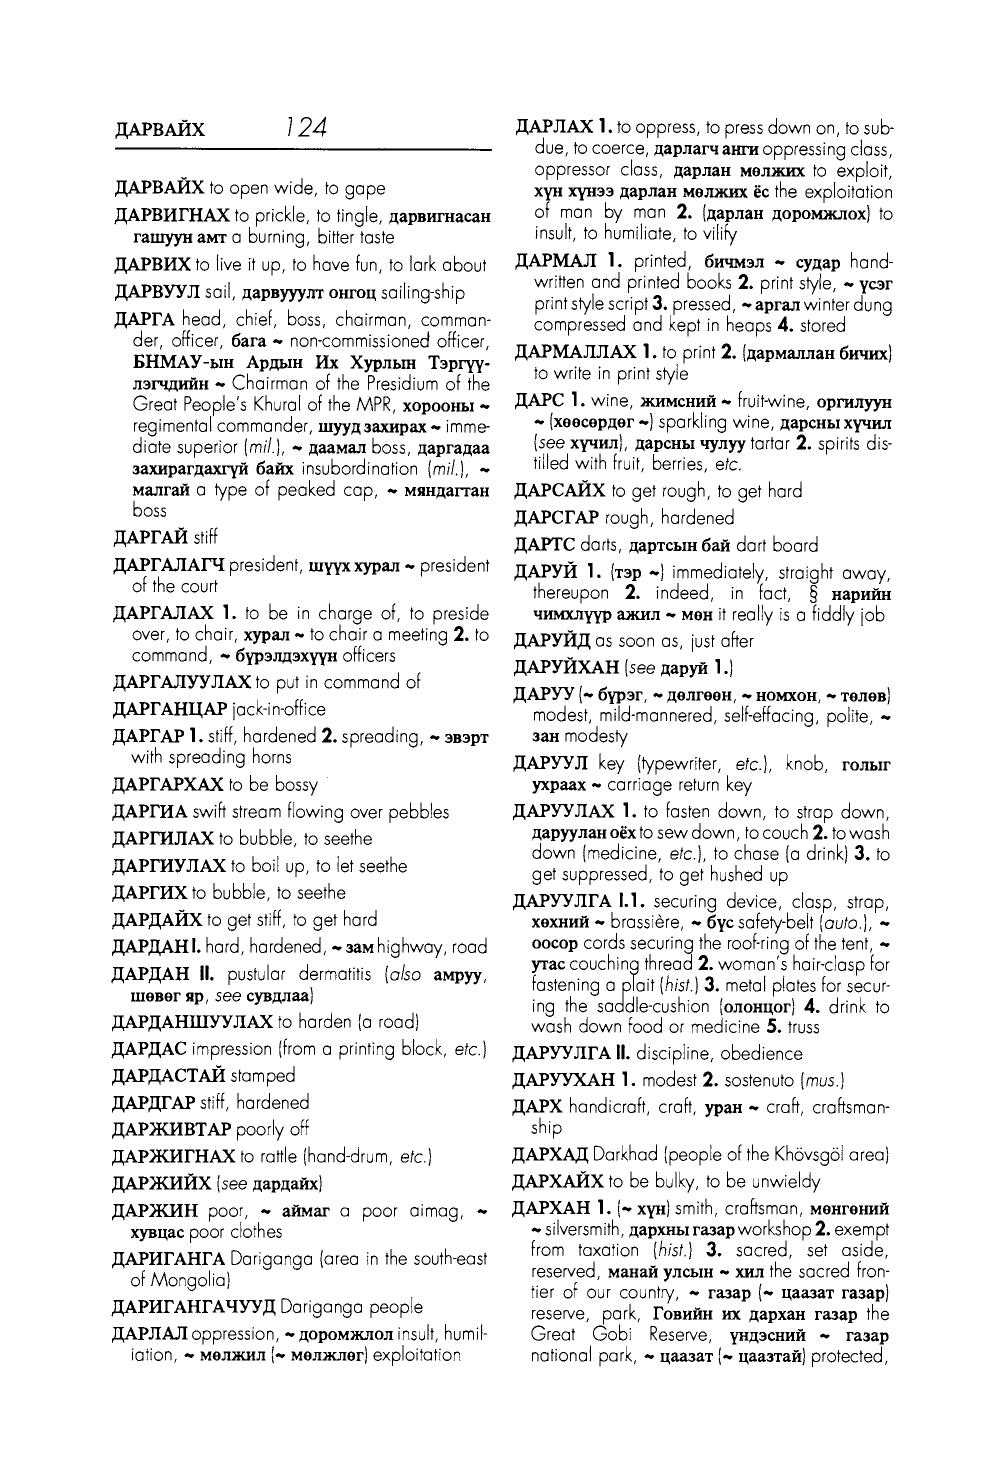 ДАРВАЙХ 124
ДАРВАЙХ to open wide, to gape
ДАРВИГНАХ to prickle, to tingle, дарвигнасан
гашуун амт a burning, bitter taste
ДАРВИХ to live it up, to have fun, to lark about
ДАРВУУЛ sail, дарвууулт онгоц sailing-ship
ДАРГА head, chief, boss, chairman, comman-
der, officer, бага ~ non-commissioned officer,
БНМАУ-ын Ардын Их Хурлын Тэргүү-
лэгчдийн ~ Chairman of the Presidium of the
Great People's Khural of the MPR, хорооны ~
regimental commander, шууд захирах ~ imme-
diate superior (mil.), ~ даамал boss, даргадаа
захирагдахгүй байх insubordination (mil.), ~
малгай a type of peaked cap, ~ мяндагтан
boss
ДАРГАЙ stiff
ДАРГАЛАГЧ president, шүүх хурал ~ president
of the court
ДАРГАЛАХ 1. to be in charge of, to preside
over, to chair, хурал ~ to chair a meeting 2. to
command, ~ бүрэлдэхүүн officers
ДАРГАЛУУЛАХ to put in command of
ДАРГАНЦАР jack-in-office
ДАРГАР 1. stiff, hardened 2. spreading, ~ эвэрт
with spreading horns
ДАРГАРХАХ to be bossy
ДАРГИА swift stream flowing over pebbles
ДАРГИЛАХ to bubble, to seethe
ДАРГИУЛАХ to boil up, to let seethe
ДАРГИХ to bubble, to seethe
ДАРДАЙХ to get stiff, to get hard
ДАРДАН I. hard, hardened, ~ зам highway, road
ДАРДАН II. pustular dermatitis (also амруу,
шөвөг яр, see сувдлаа)
ДАРДАНШУУЛАХ to harden (a road)
ДАРДАС impression (from a printing block, etc.)
ДАРДАСТАЙ stamped
ДАРДГАР stiff, hardened
ДАРЖИВТАР poorly off
ДАРЖИГНАХ to rattle (hand-drum, etc.)
ДАРЖИЙХ (see дардайх)
ДАРЖИН poor, ~ аймаг a poor aimag, ~
хувцас poor clothes
ДАРИГАНГА Dariganga (area in the south-east
of Mongolia)
ДАРИГАНГАЧУУД Dariganga people
ДАРЛАЛ oppression, ~ доромжлол insult, humil-
iation, ~ мөлжил (~ мөлжлөг) exploitation
ДАРЛАХ 1. to oppress, to press down on, to sub-
due, to coerce, дарлагч анги oppressing class,
oppressor class, дарлан мөлжих to exploit,
хүн хүнээ дарлан мөлжих ёс the exploitation
of man by man 2. (дарлан доромжлох) to
insult, to humiliate, to vilify
ДАРМАЛ 1. printed, бичмэл ~ судар hand-
written and printed books 2. print style, ~ үсэг
print style script 3. pressed, ~ аргал winter dung
compressed and kept in heaps 4. stored
ДАРМАЛЛАХ 1. to print 2. (дармаллан бичих)
to write in print style
ДАРС 1. wine, жимсний ~ fruit-wine, оргилуун
~ (хөөсөрдөг ~) sparkling wine, дарсны хүчил
(see хүчил), дарсны чулуу tartar 2. spirits dis-
tilled with fruit, berries, etc.
ДАРСАЙХ to get rough, to get hard
ДАРСГАР rough, hardened
ДАРТС darts, дартсын бай dart board
ДАРУЙ 1. (тэр ~) immediately, straight away,
thereupon 2. indeed, in fact, § нарийн
чимхлүүр ажил ~ мөн it really is a fiddly job
ДАРУЙД as soon as, just after
ДАРУЙХАН (see даруй 1.)
ДАРУУ (~ бүрэг, ~ дөлгөөн, ~ номхон, ~ төлөв)
modest, mild-mannered, self-effacing, polite, ~
зан modesty
ДАРУУЛ key (typewriter, etc.), knob, голыг
ухраах ~ carriage return key
ДАРУУЛАХ 1. to fasten down, to strap down,
даруулан оёх to sew down, to couch 2. to wash
down (medicine, etc.), to chase (a drink) 3. to
get suppressed, to get hushed up
ДАРУУЛГА I.1. securing device, clasp, strap,
хөхний ~ brassière, ~ бүс safety-belt (auto.), ~
оосор cords securing the roof-ring of the tent, ~
утас couching thread 2. woman's hair-clasp for
fastening a plait (hist.) 3. metal plates for secur-
ing the saddle-cushion (олонцог) 4. drink to
wash down food or medicine 5. truss
ДАРУУЛГА II. discipline, obedience
ДАРУУХАН 1. modest 2. sostenuto (mus.)
ДАРХ handicraft, craft, уран ~ craft, craftsman-
ship
ДАРХАД Darkhad (people of the Khövsgöl area)
ДАРХАЙХ to be bulky, to be unwieldy
ДАРХАН 1. (~ хүн) smith, craftsman, мөнгөний
~ silversmith, дархны газар workshop 2. exempt
from taxation (hist.) 3. sacred, set aside,
reserved, манай улсын ~ хил the sacred fron-
tier of our country, ~ газар (~ цаазат газар)
reserve, park, Говийн их дархан газар the
Great Gobi Reserve, үндэсний ~ газар
national park, ~ цаазат (~ цаазтай) protected,